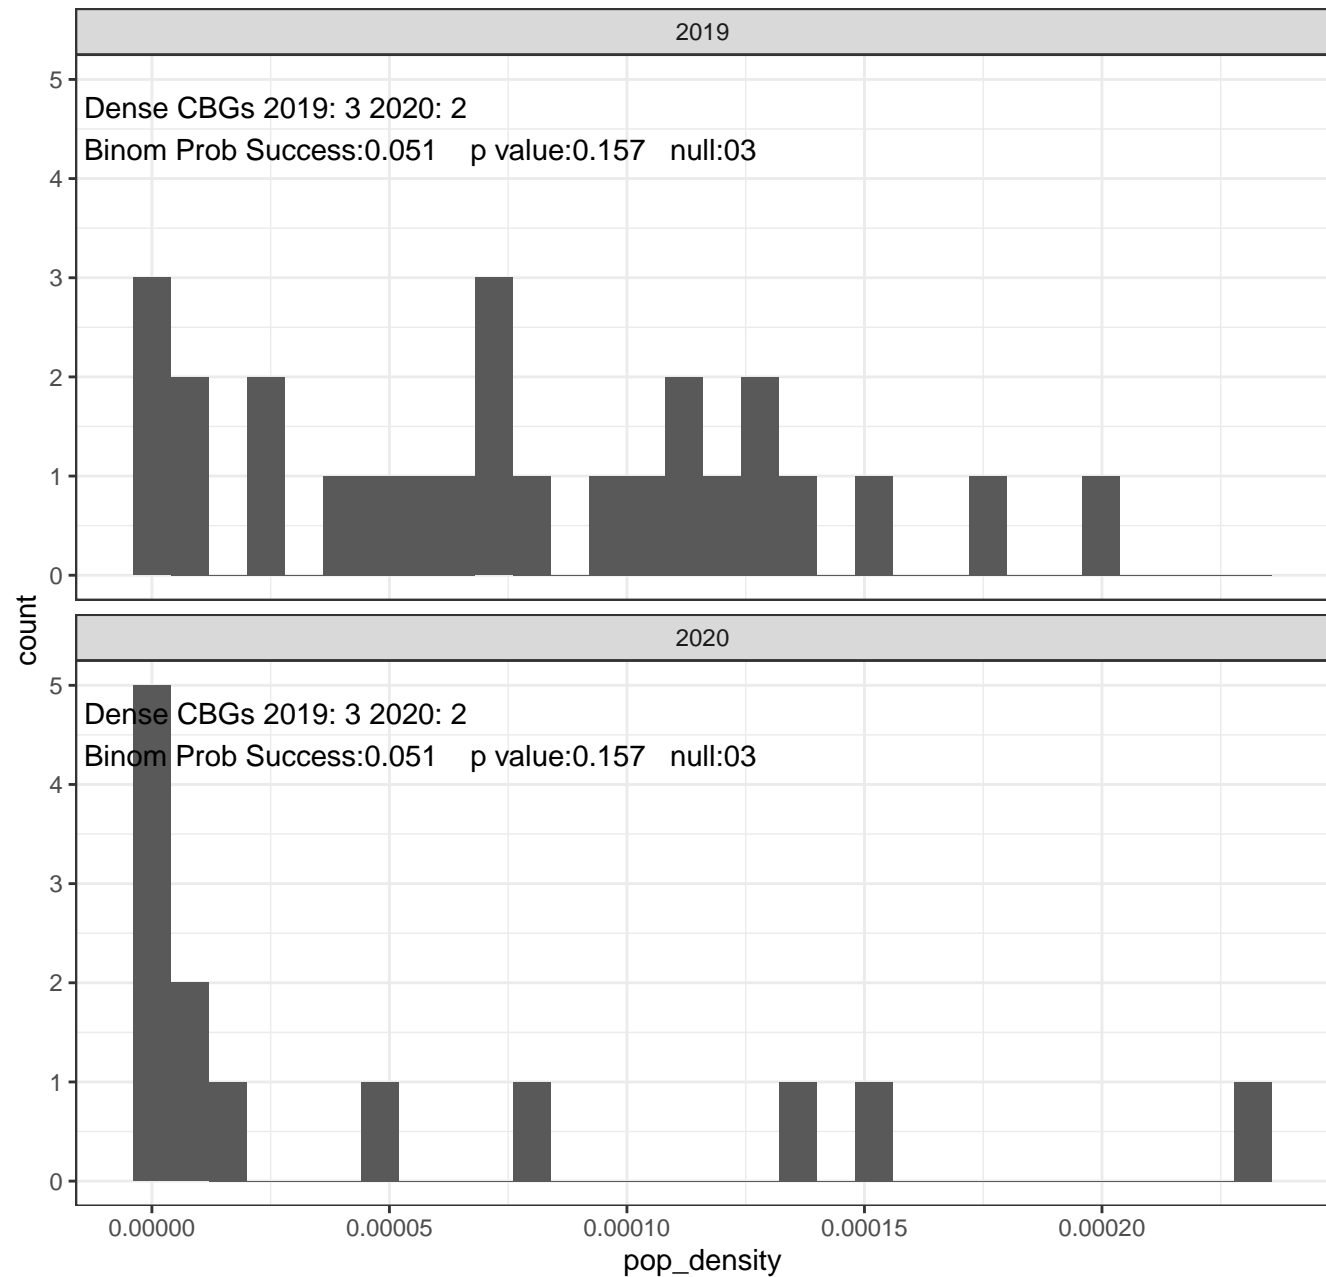 2019
5
Dense CBGs 2019: 3 2020: 2
Binom Prob Success:0.051 p value:0.157 null:03
4
3
2
1
0
count
2020
5
Dense CBGs 2019: 3 2020: 2
Binom Prob Success:0.051 p value:0.157 null:03
4
3
2
1
0
0.00000 0.00005 0.00010 0.00015 0.00020
pop_density